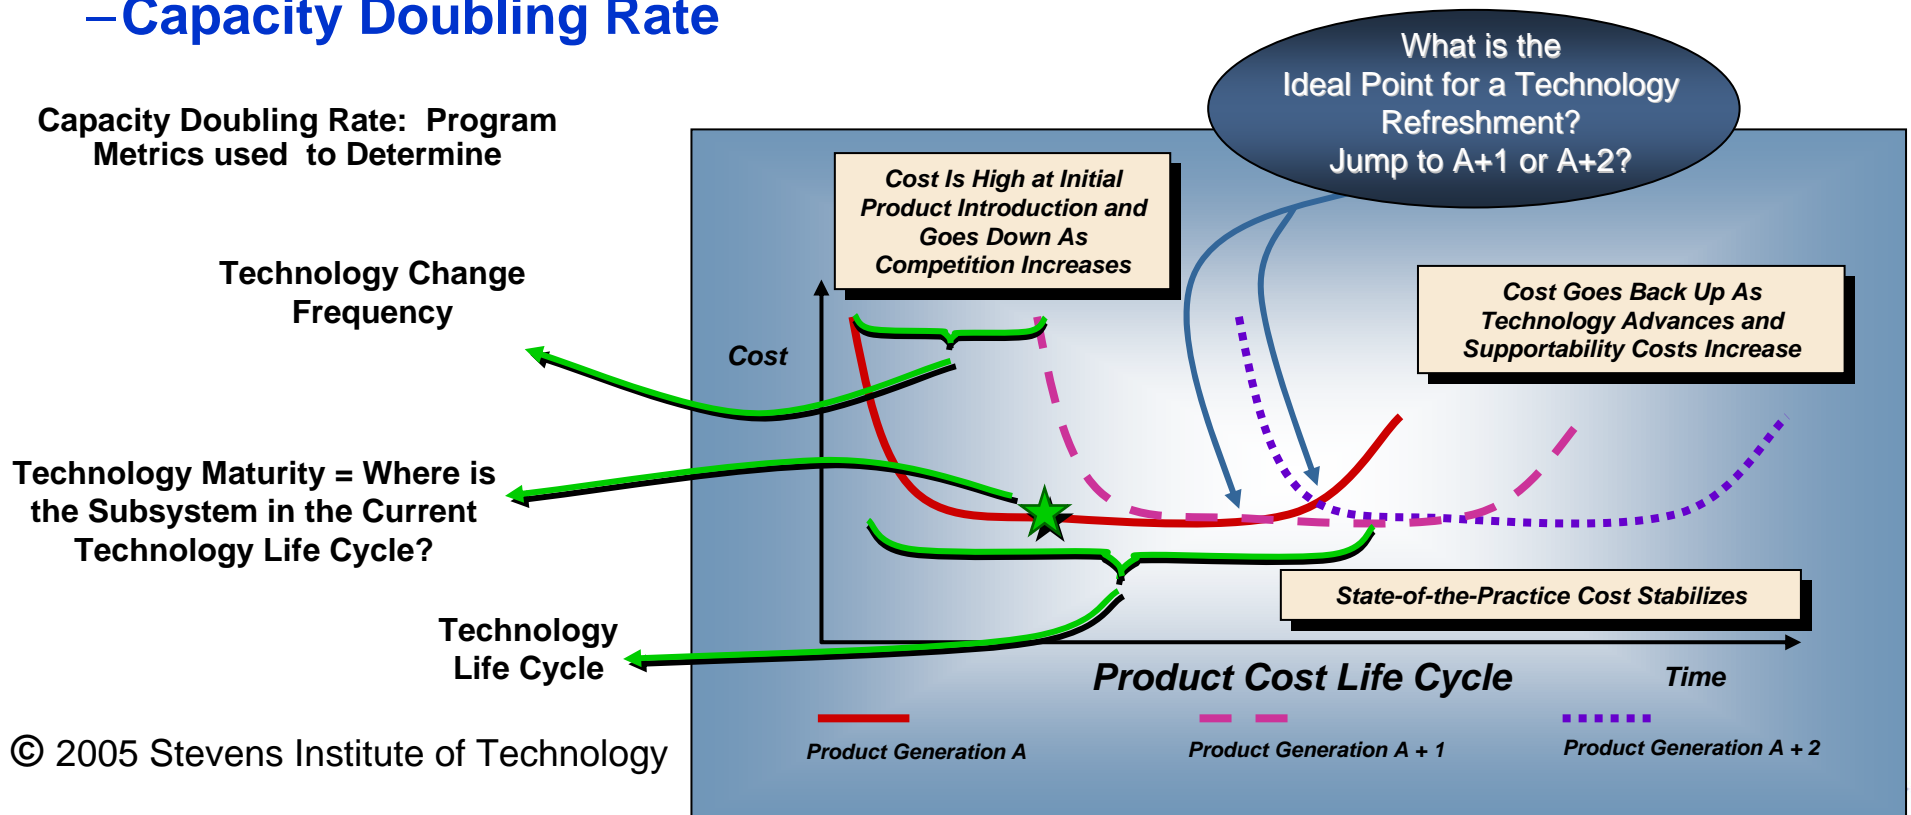 –Capacity Doubling Rate
Capacity Doubling Rate:  Program
Metrics used  to Determine
Technology Change
Frequency
Technology Maturity = Where is
the Subsystem in the Current
Technology Life Cycle?
Technology
Life Cycle
© 2005 Stevens Institute of Technology
What is the
Ideal Point for a Technology
Refreshment?
Jump to A+1 or A+2?
Cost Is High at Initial
Product Introduction and
Goes Down As
Competition Increases
Cost Goes Back Up As
Technology Advances and
Supportability Costs Increase
Cost
State-of-the-Practice Cost Stabilizes
Product Cost Life Cycle
Time
Product Generation A
Product Generation A + 1
Product Generation A + 2